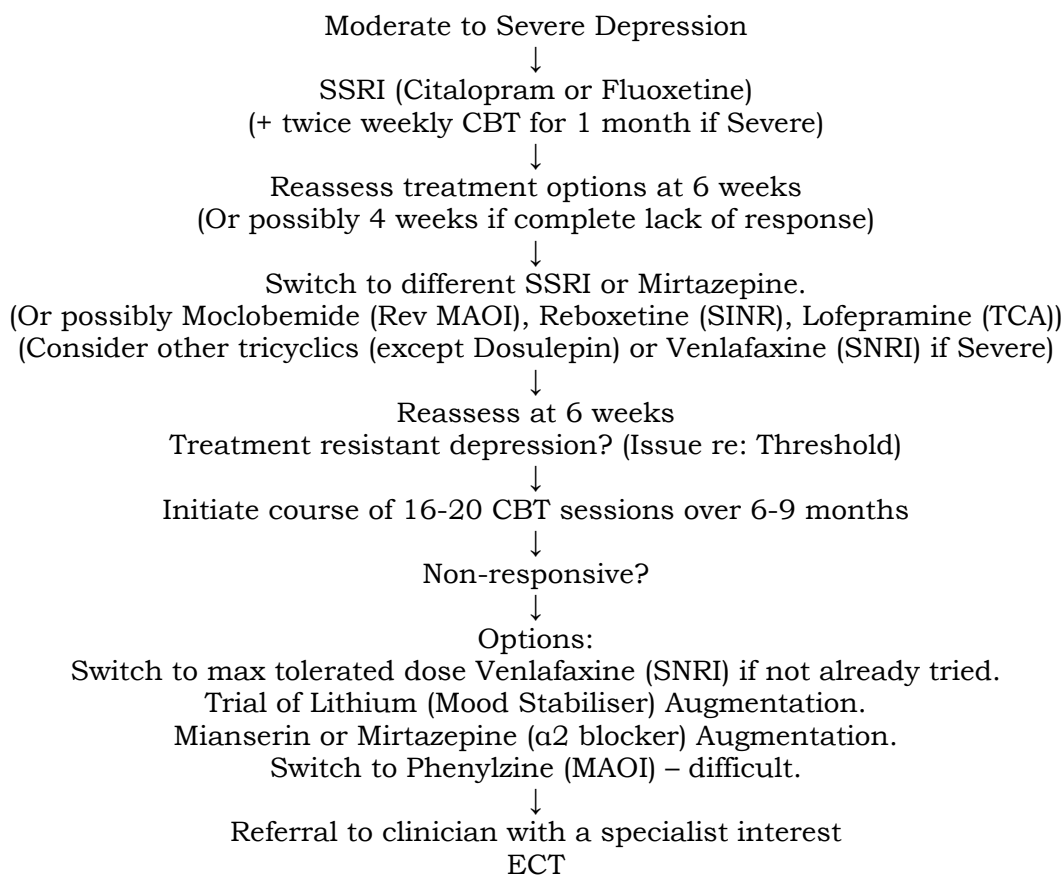 Moderate to Severe Depression
↓
SSRI (Citalopram or Fluoxetine)
(+ twice weekly CBT for 1 month if Severe)
↓
Reassess treatment options at 6 weeks
(Or possibly 4 weeks if complete lack of response)
↓
Switch to different SSRI or Mirtazepine.
(Or possibly Moclobemide (Rev MAOI), Reboxetine (SINR), Lofepramine (TCA))
(Consider other tricyclics (except Dosulepin) or Venlafaxine (SNRI) if Severe)
↓
Reassess at 6 weeks
Treatment resistant depression? (Issue re: Threshold)
↓
Initiate course of 16-20 CBT sessions over 6-9 months
↓
Non-responsive?
↓
Options:
Switch to max tolerated dose Venlafaxine (SNRI) if not already tried.
Trial of Lithium (Mood Stabiliser) Augmentation.
Mianserin or Mirtazepine (α2 blocker) Augmentation.
Switch to Phenylzine (MAOI) – difficult.
↓
Referral to clinician with a specialist interest
ECT